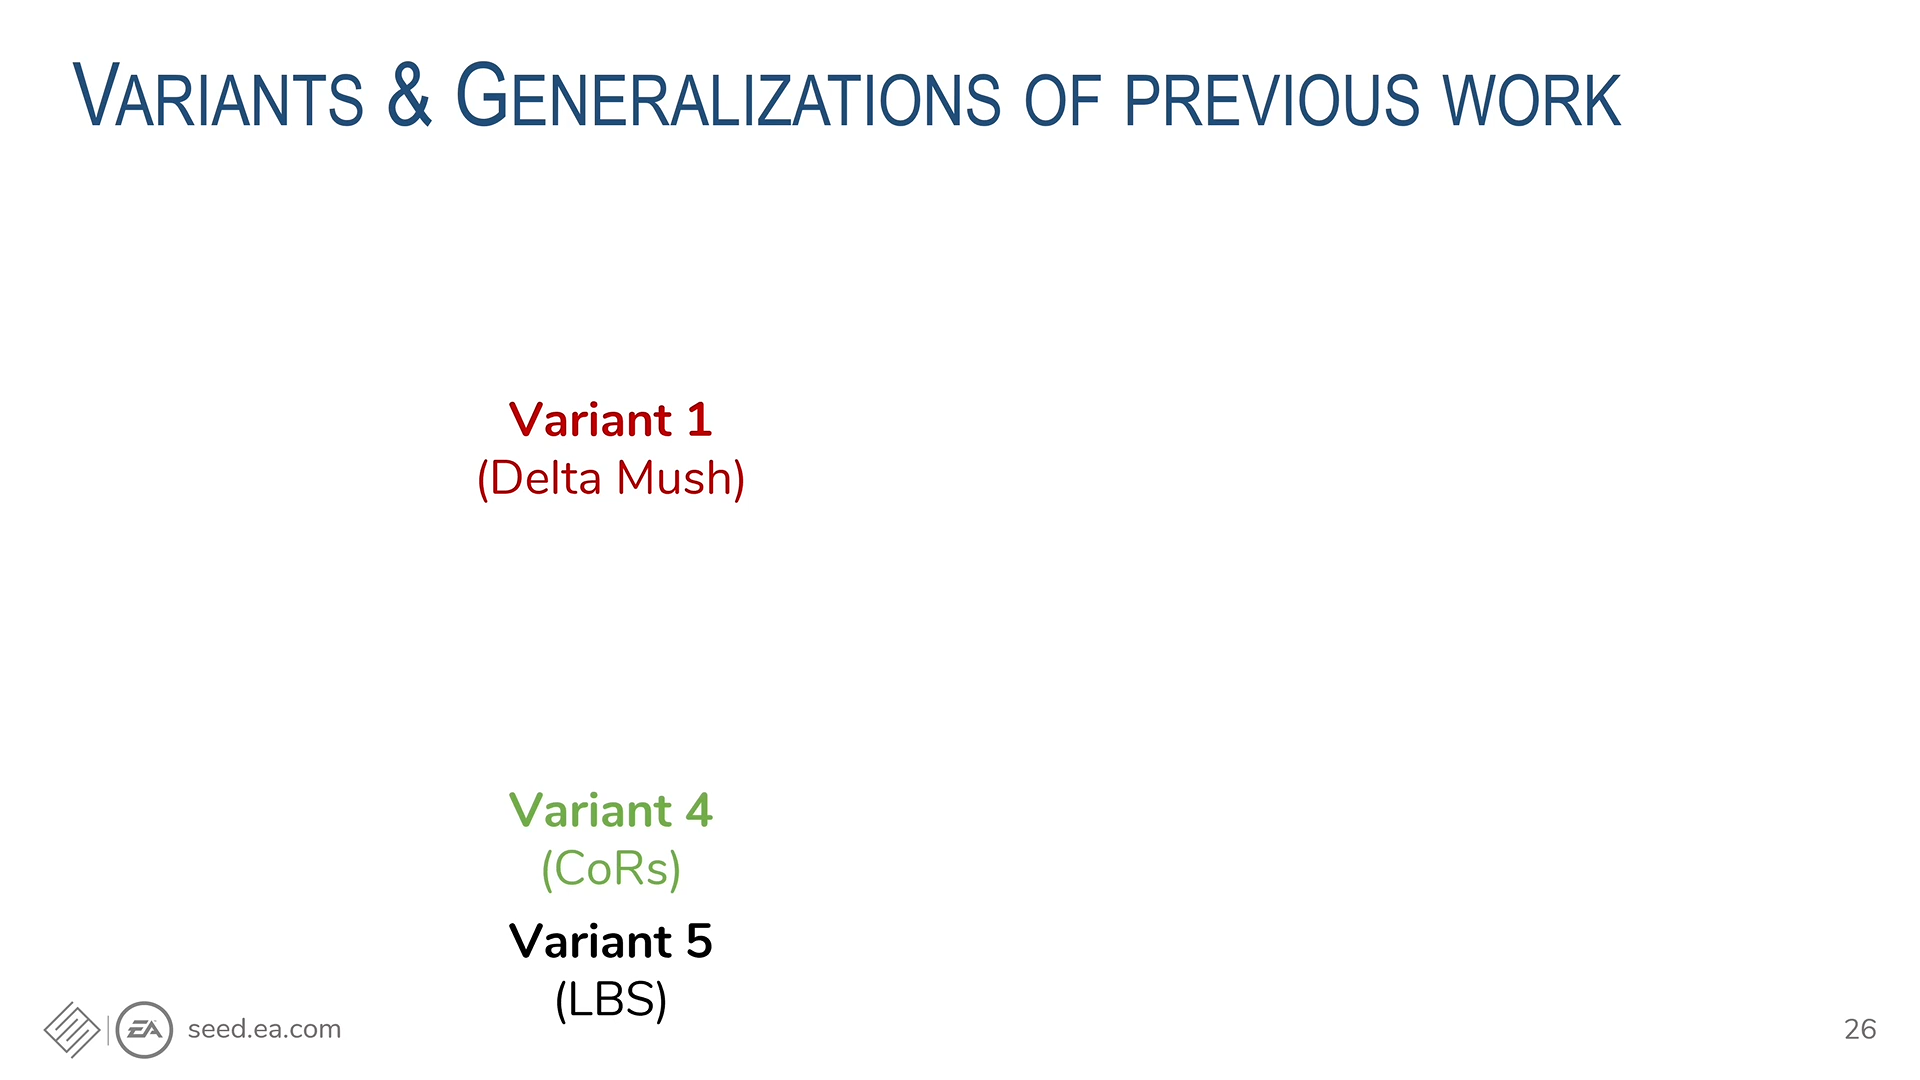 VARIANTS & GENERALIZATIONS OF PREVIOUS WORK
Variant 1
(Delta Mush)
Variant 4
(CoRs)
Variant 5
(LBS)
EA
seed.ea.com
26